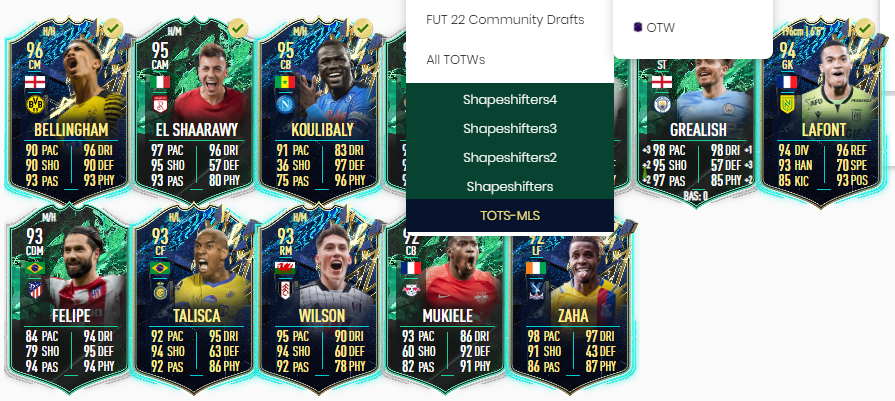 FUT 22 Community Drafts
OTW
All TOTWs
Shapeshifters4
Shapeshifters3
Shapeshifters2
Shapeshifters
TOTS-MLS
H/H
96
CM
BELLINGHAM
90 PAC 96 DRI
90 SHO 90 DEF
93 PAS 93 PHY
H/M
95
CAM
EL SHAARAWY
97 PAC 96 DRI
95 SHO 57 DEF
93 PAS 80 PHY
M/H
95
CB
KOULIBALY
91 PAC 83 DRI
36 SHO 97 DEF
75 PAS 96 PHY
ST
GREALISH
+3 98 PAC 98 DRI +1
+2 95 SHO 57 DEF +3
+2 97 PAS 85 PHY +2
BAS: 0
196cm | 6'5"
94
GK
LAFONT
94 DIV 96 REF
93 HAN 70 SPE
85 KIC 93 POS
M/H
93
CDM
FELIPE
84 PAC 94 DRI
79 SHO 95 DEF
94 PAS 94 PHY
H/L
93
CF
TALISCA
92 PAC 95 DRI
94 SHO 63 DEF
92 PAS 86 PHY
H/M
93
RM
WILSON
95 PAC 90 DRI
94 SHO 60 DEF
92 PAS 78 PHY
92
CB
MUKIELE
93 PAC 86 DRI
60 SHO 92 DEF
82 PAS 91 PHY
92
LF
ZAHA
98 PAC 97 DRI
91 SHO 43 DEF
86 PAS 87 PHY